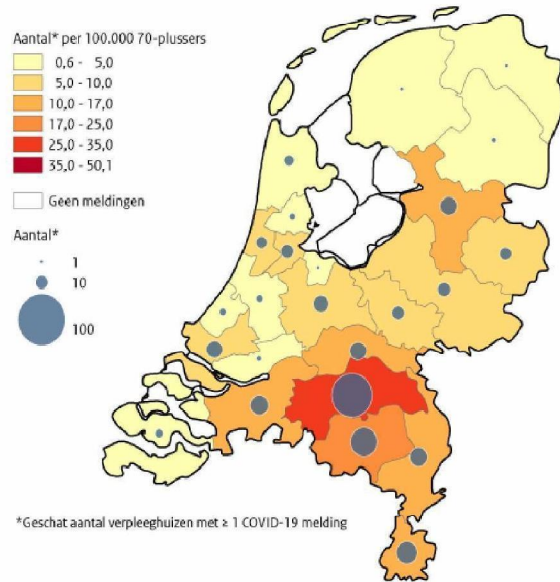 Aantal* per 100.000 70-plussers
0,6 - 5,0
5,0 - 10,0
10,0 - 17,0
17,0 - 25,0
25,0 - 35,0
35,0 - 50,1
Geen meldingen
Aantal*
1
10
100
*Geschat aantal verpleeghuizen met ≥ 1 COVID-19 melding